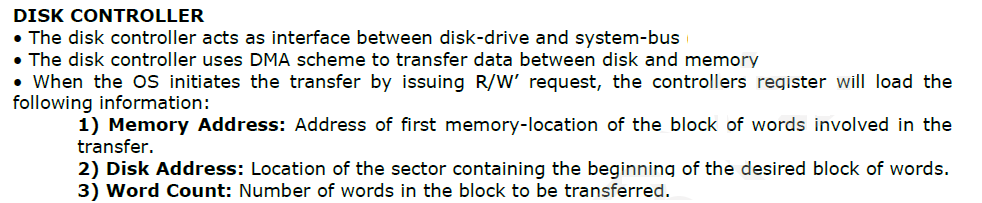 DISK CONTROLLER
• The disk controller acts as interface between disk-drive and system-bus
• The disk controller uses DMA scheme to transfer data between disk and memory
• When the OS initiates the transfer by issuing R/W’ request, the controllers register will load the
following information:
1) Memory Address: Address of first memory-location of the block of words involved in the
transfer.
2) Disk Address: Location of the sector containing the beginning of the desired block of words.
3) Word Count: Number of words in the block to be transferred.